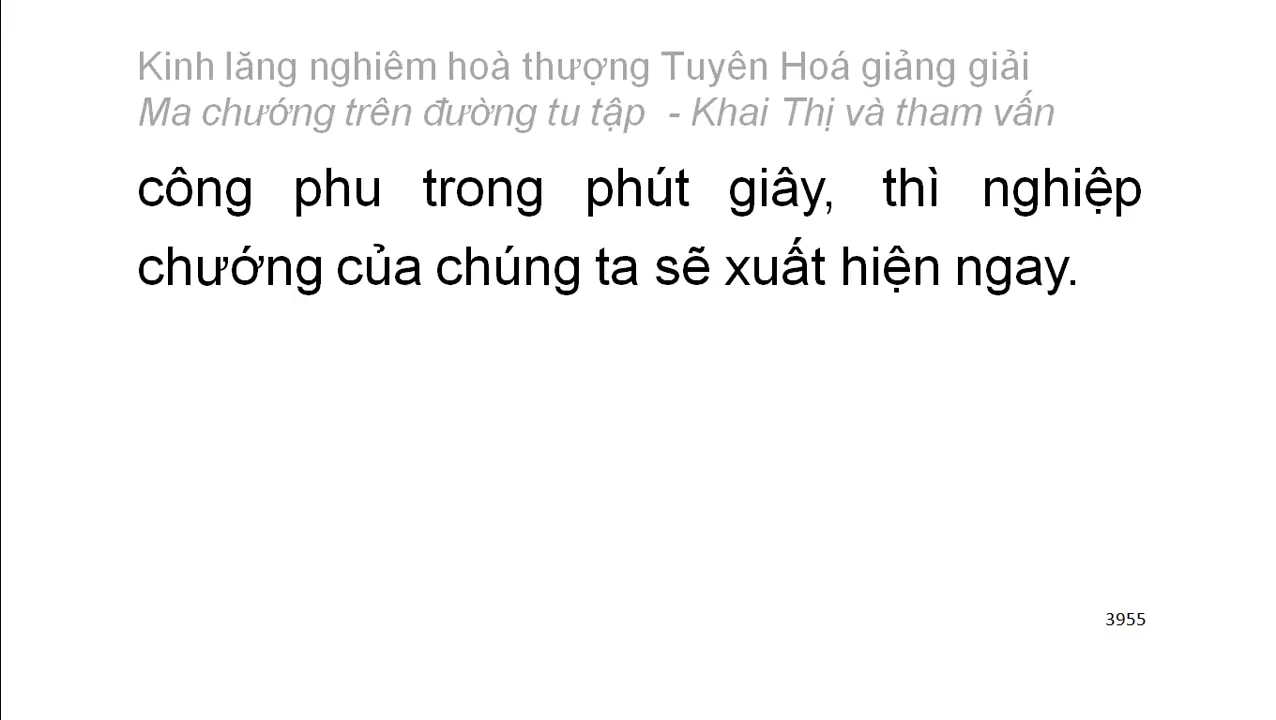 Kinh lăng nghiêm hoà thượng Tuyên Hoá giảng giải
Ma chướng trên đường tu tập - Khai Thị và tham vấn
công phu trong phút giây, thì nghiệp
chướng của chúng ta sẽ xuất hiện ngay.
3955